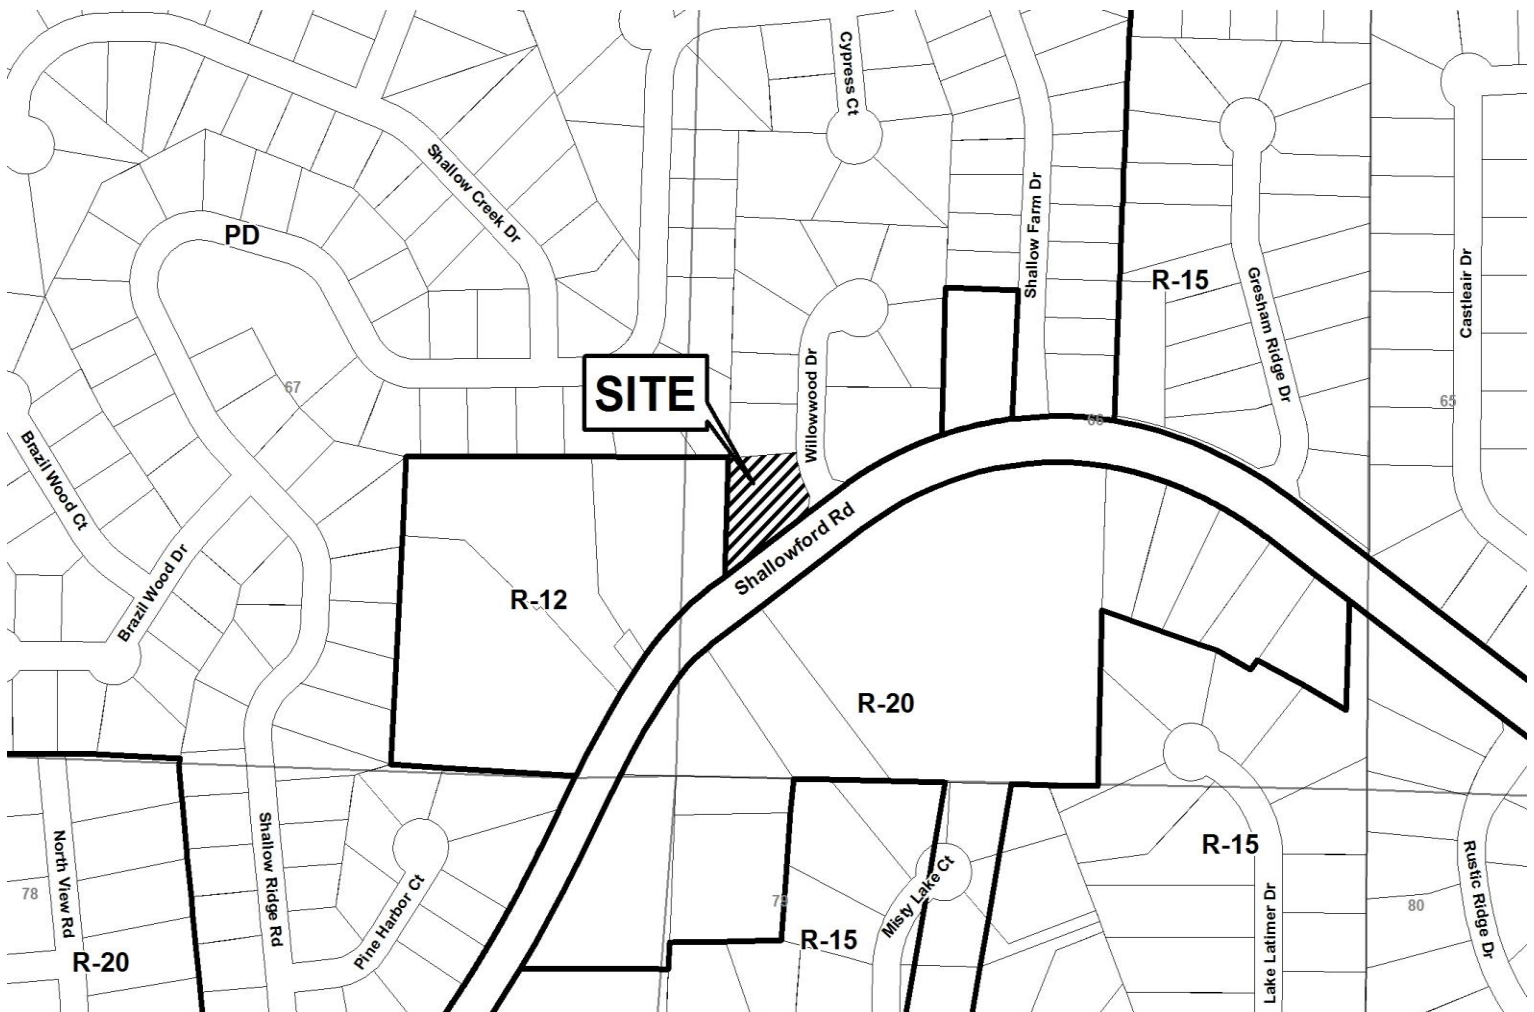 Cypress Ct
Shallow Creek Dr
Shallow Farm Dr
PD
R-15
Gresham Ridge Dr
Castleair Dr
67
SITE
Willowwood Dr
66
65
Brazil Wood Ct
Brazil Wood Dr
R-12
Shallowford Rd
R-20
North View Rd
Shallow Ridge Rd
Pine Harbor Ct
Misty Lake Ct
R-15
Lake Latimer Dr
Rustic Ridge Dr
78
80
R-20
R-15